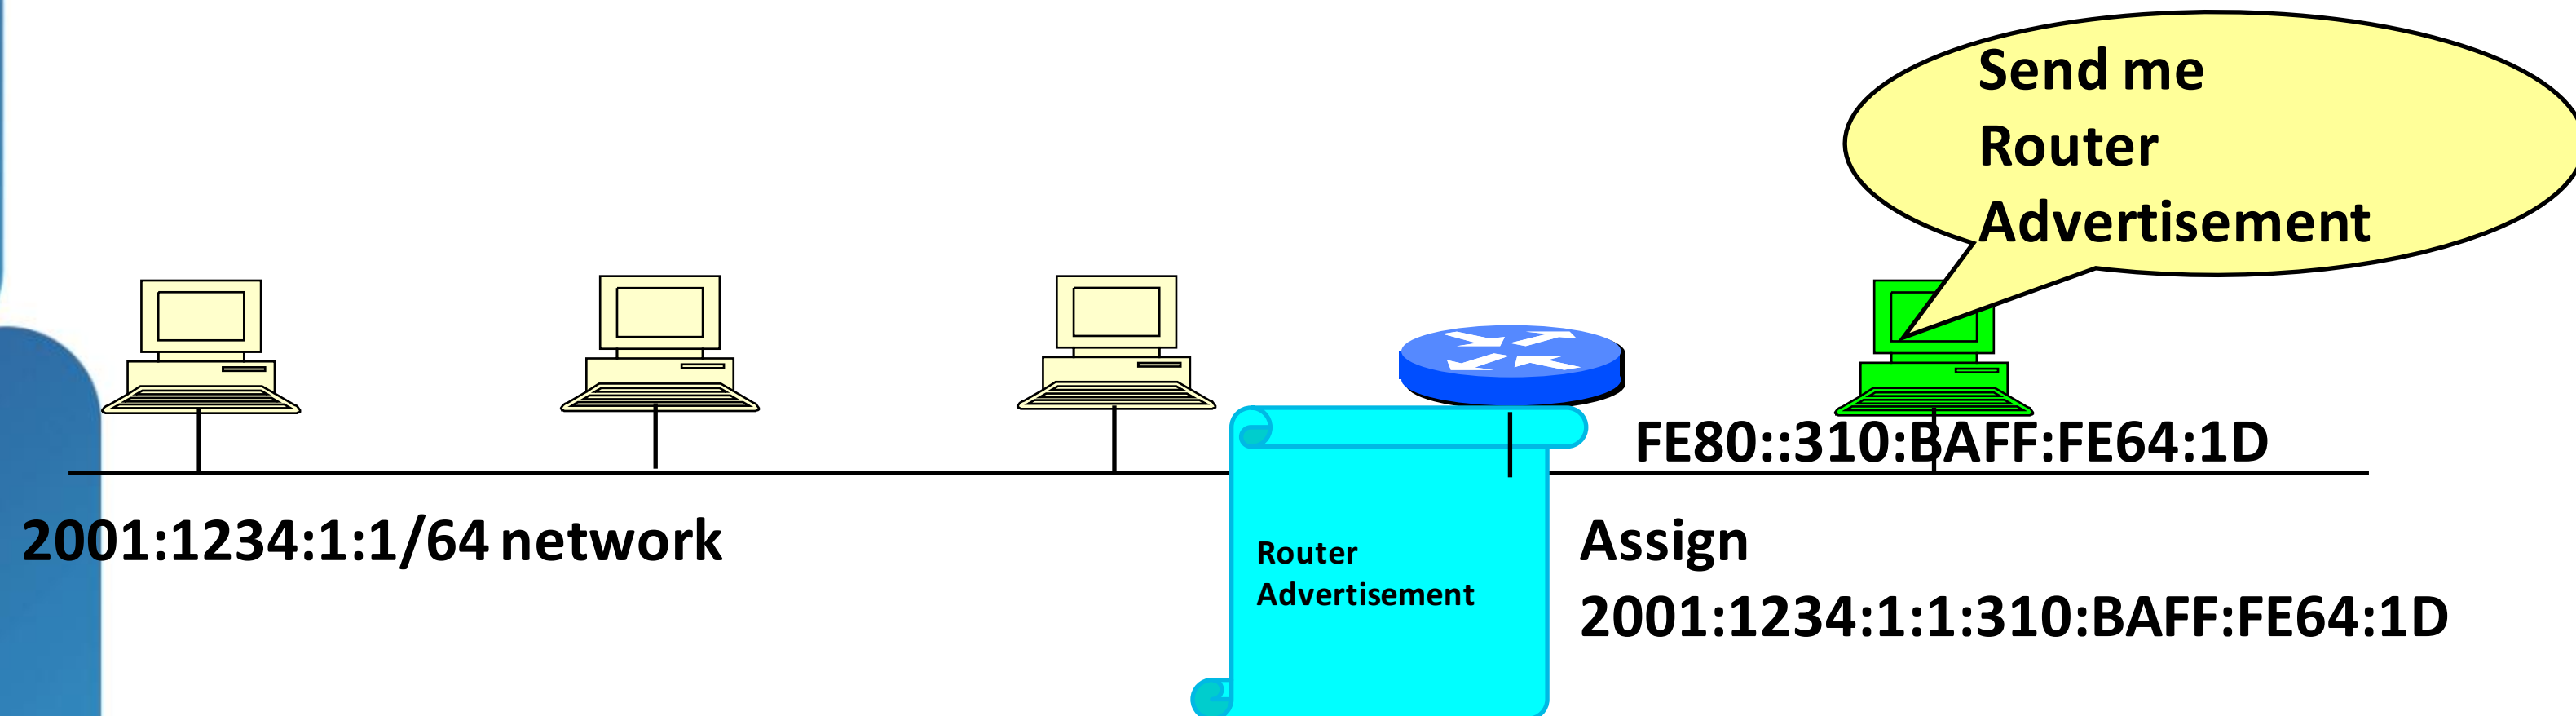 Send me
Router
Advertisement
FE80::310:BAFF:FE64:1D
2001:1234:1:1/64 network
Router
Advertisement
Assign
2001:1234:1:1:310:BAFF:FE64:1D